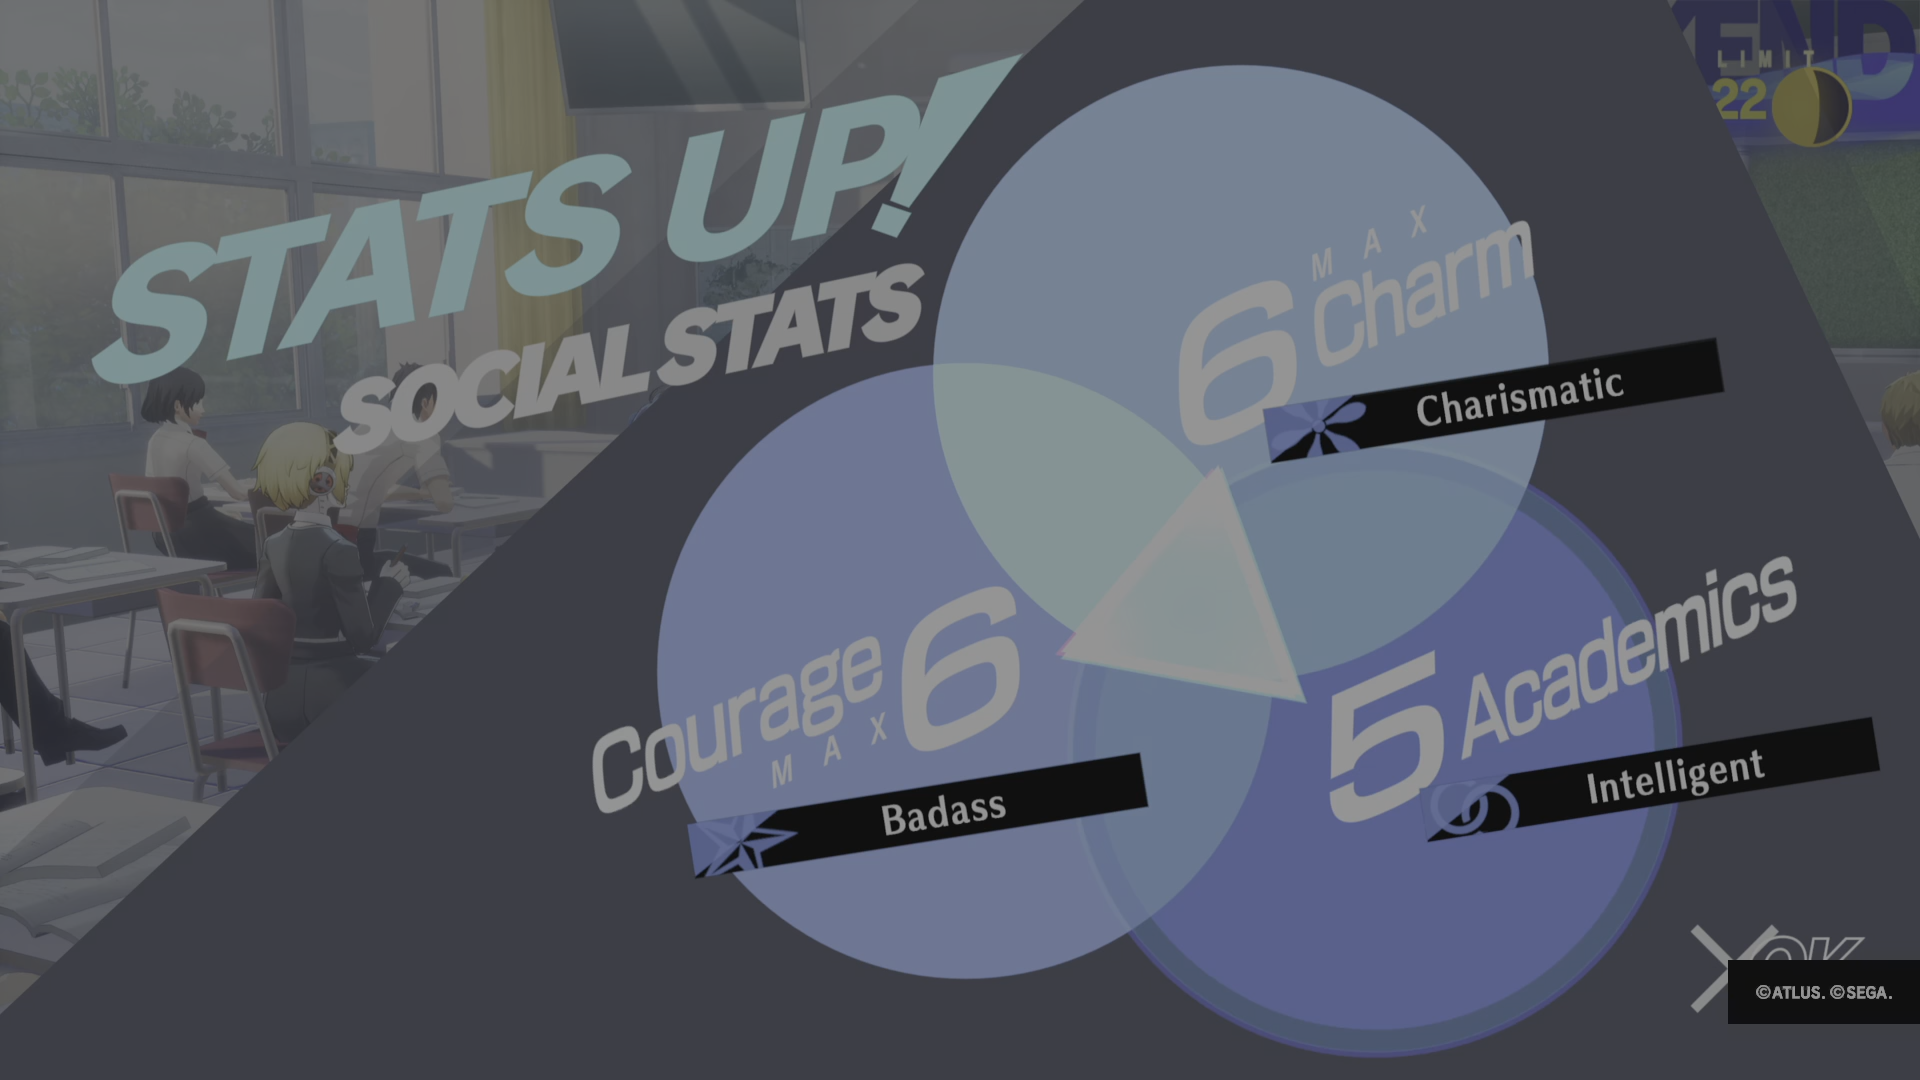 STATS UP!
SOCIAL STATS
LIMIT
22
MAX
6 Charm
Charismatic
Courage 6
MAX
Badass
5 Academics
Intelligent
OK
©ATLUS. ©SEGA.